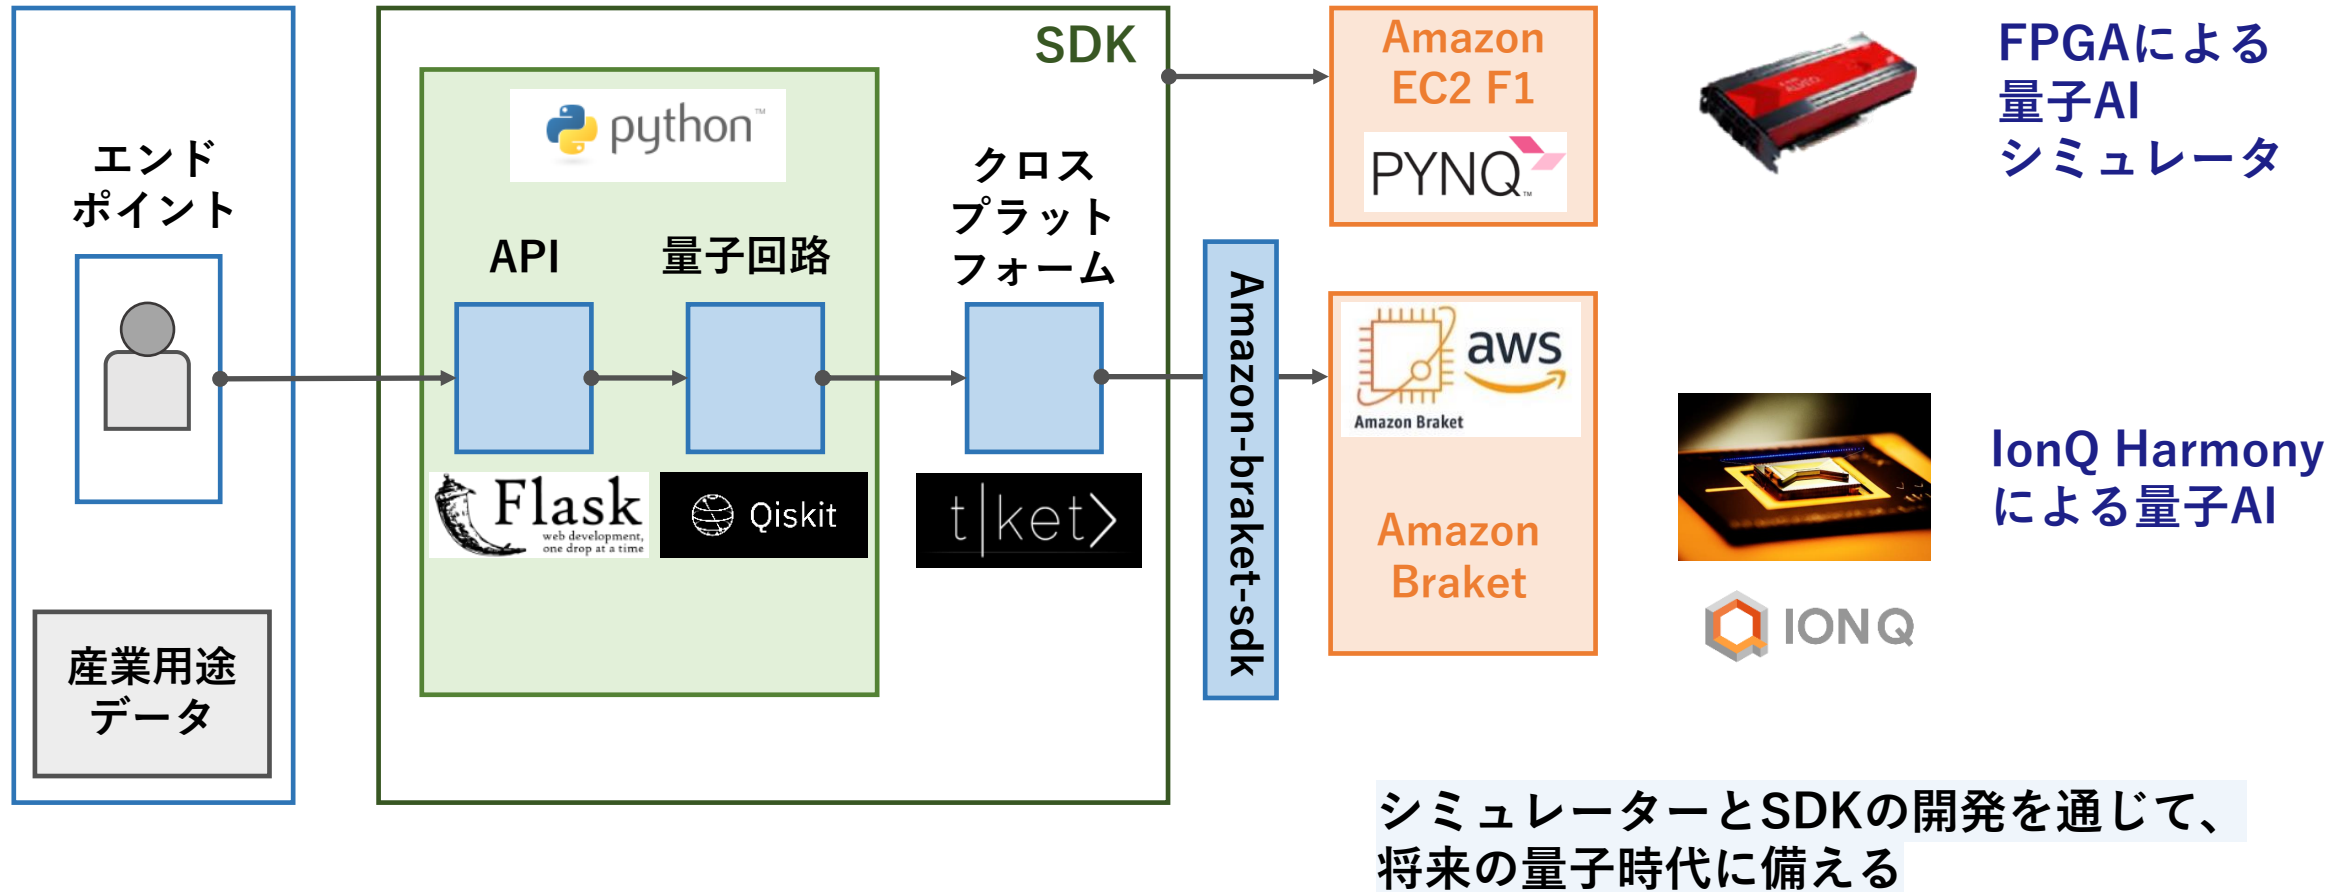 エンド
ポイント
産業用途
データ
SDK
python™
API
量子回路
クロス
プラット
フォーム
Flask
web development,
one drop at a time
Qiskit
t|ket⟩
Amazon-braket-sdk
Amazon
EC2 F1
PYNQ™
aws
Amazon Braket
Amazon
Braket
FPGAによる
量子AI
シミュレータ
IonQ Harmony
による量子AI
IONQ
シミュレーターとSDKの開発を通じて、
将来の量子時代に備える